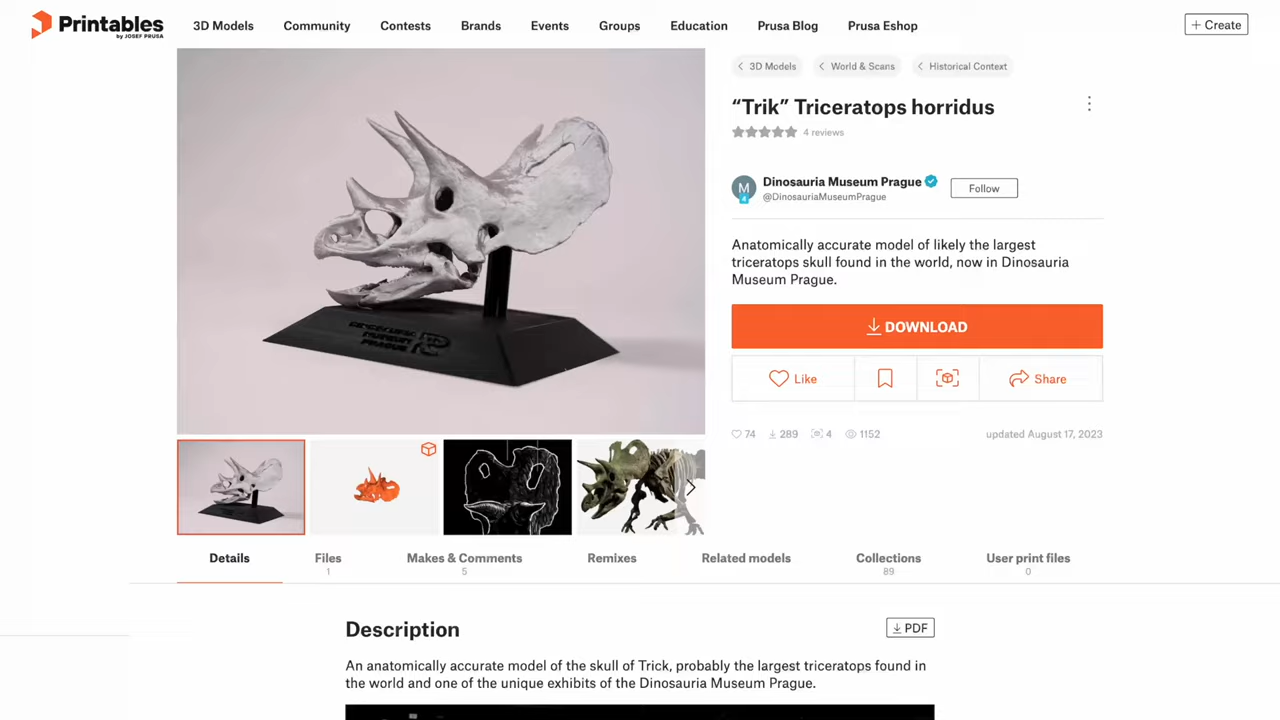 Printables
by JOSEF PRUSA
3D Models
Community
Contests
Brands
Events
Groups
Education
Prusa Blog
Prusa Eshop
+ Create
3D Models
World & Scans
Historical Context
“Trik” Triceratops horridus
4 reviews
M
4
Dinosauria Museum Prague
@DinosauriaMuseumPrague
Follow
Anatomically accurate model of likely the largest
triceratops skull found in the world, now in Dinosauria
Museum Prague.
DOWNLOAD
Like
Share
74
289
4
1152
updated August 17, 2023
DINOSAURIA
MUSEUM
PRAGUE
Details
Files
1
Makes & Comments
5
Remixes
Related models
Collections
89
User print files
0
Description
PDF
An anatomically accurate model of the skull of Trick, probably the largest triceratops found in
the world and one of the unique exhibits of the Dinosauria Museum Prague.